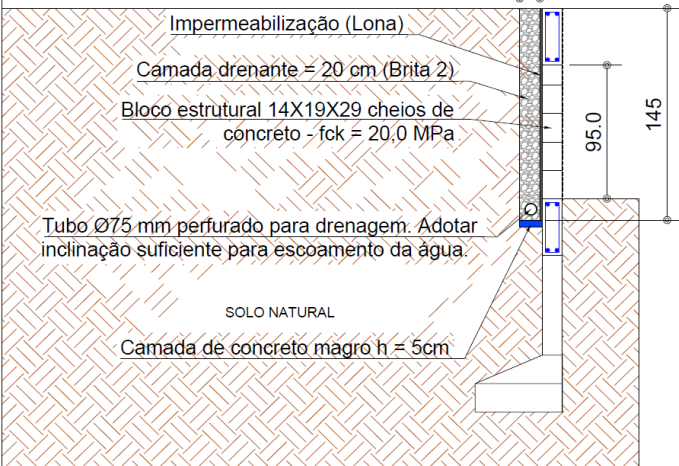 Impermeabilização (Lona)
Camada drenante = 20 cm (Brita 2)
Bloco estrutural 14X19X29 cheios de
concreto - fck = 20,0 MPa
95.0
145
Tubo Ø75 mm perfurado para drenagem. Adotar
inclinação suficiente para escoamento da água.
SOLO NATURAL
Camada de concreto magro h = 5cm